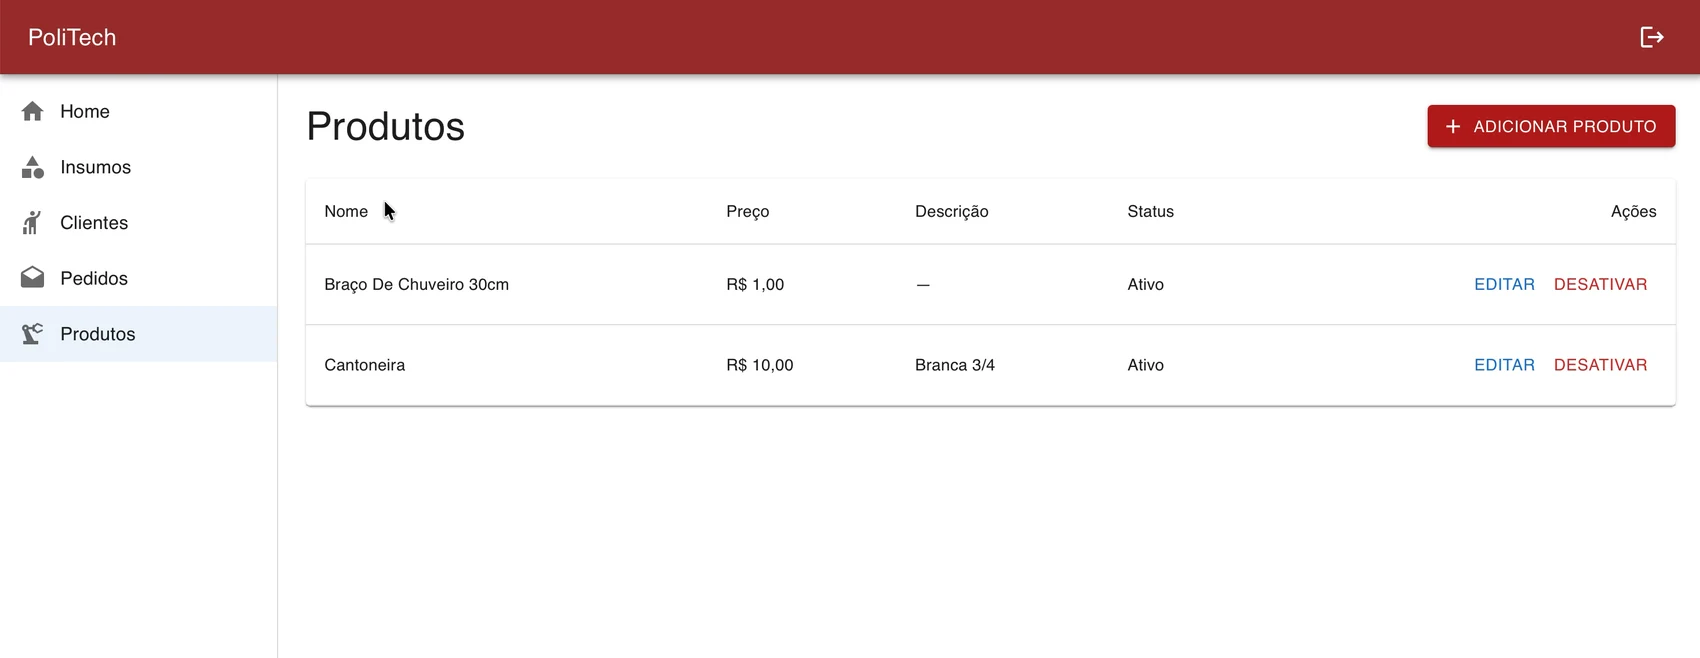 PoliTech
Home
Insumos
Clientes
Pedidos
Produtos
Produtos
+ ADICIONAR PRODUTO
Nome Preço Descrição Status Ações
Braço De Chuveiro 30cm R$ 1,00 — Ativo EDITAR DESATIVAR
Cantoneira R$ 10,00 Branca 3/4 Ativo EDITAR DESATIVAR